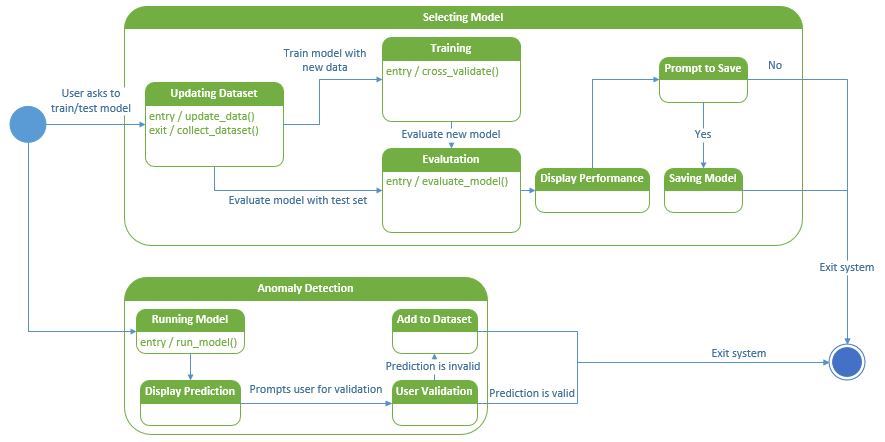 Selecting Model
Training
entry / cross_validate()
Train model with
new data
Prompt to Save
No
User asks to
train/test model
Updating Dataset
entry / update_data()
exit / collect_dataset()
Evaluate new model
Yes
Evalutation
entry / evaluate_model()
Display Performance
Saving Model
Evaluate model with test set
Exit system
Anomaly Detection
Running Model
entry / run_model()
Add to Dataset
Prediction is invalid
Exit system
Display Prediction
Prompts user for validation
User Validation
Prediction is valid